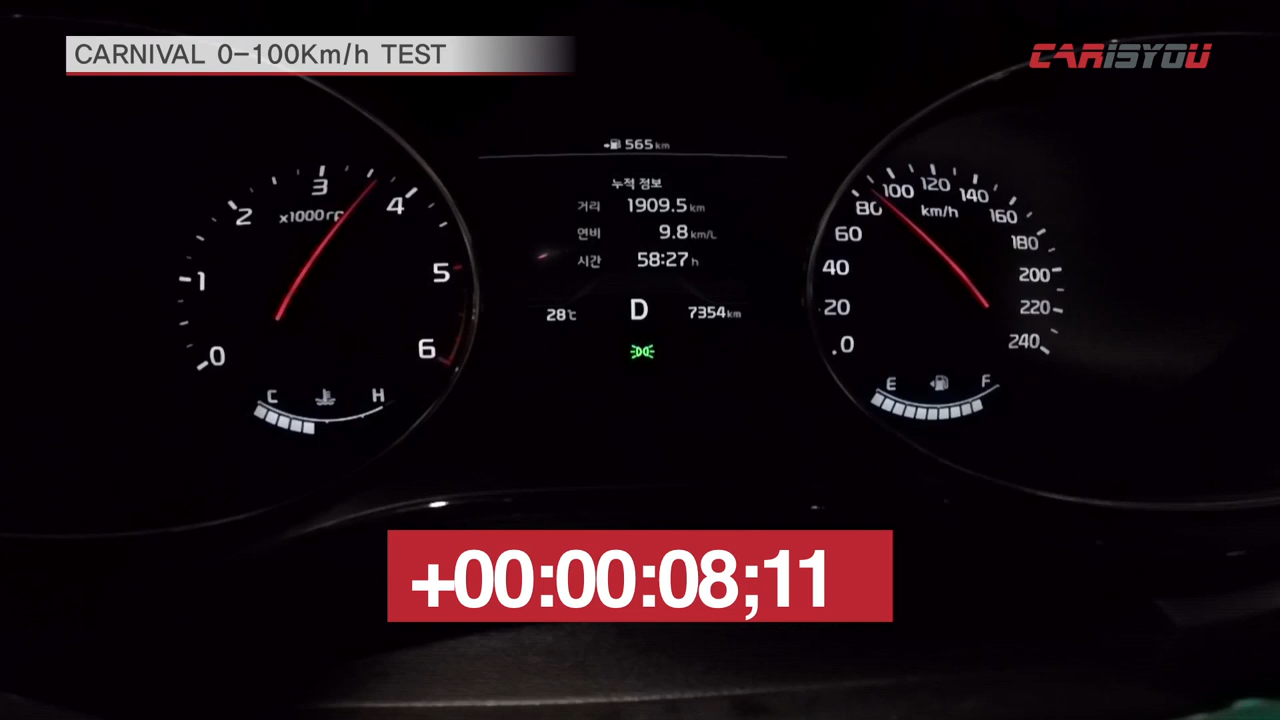 CARNIVAL 0-100Km/h TEST
CARISYOU
565 km
누적 정보
거리 1909.5 km
연비 9.8 km/L
시간 58:27 h
28℃ D 7354 km
0
1
2
3
4
5
6
x1000r
C H
.0
20
40
60
80
100
120
140
160
180
200
220
240
km/h
E F
+00:00:08;11